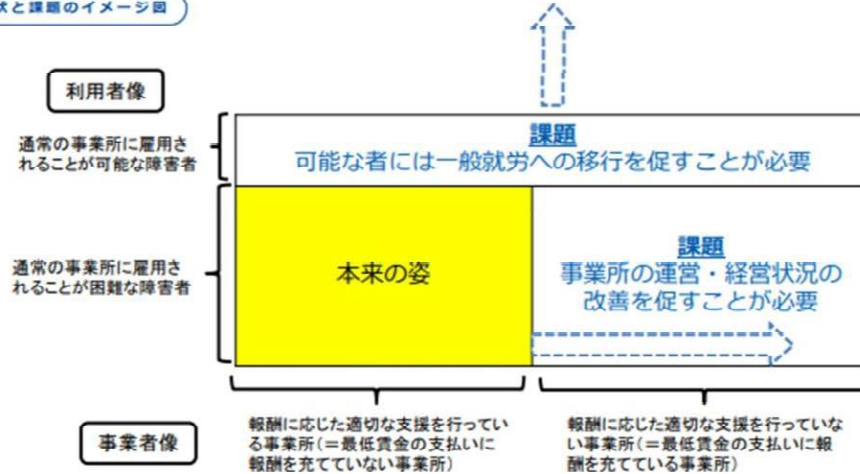 状と課題のイメージ図
利用者像
通常の事業所に雇用さ
れることが可能な障害者
課題
可能な者には一般就労への移行を促すことが必要
通常の事業所に雇用さ
れることが困難な障害者
本来の姿
課題
事業所の運営・経営状況の
改善を促すことが必要
事業者像
報酬に応じた適切な支援を行ってい
る事業所(=最低賃金の支払いに
報酬を充てていない事業所)
報酬に応じた適切な支援を行っていな
い事業所(=最低賃金の支払いに報
酬を充てている事業所)